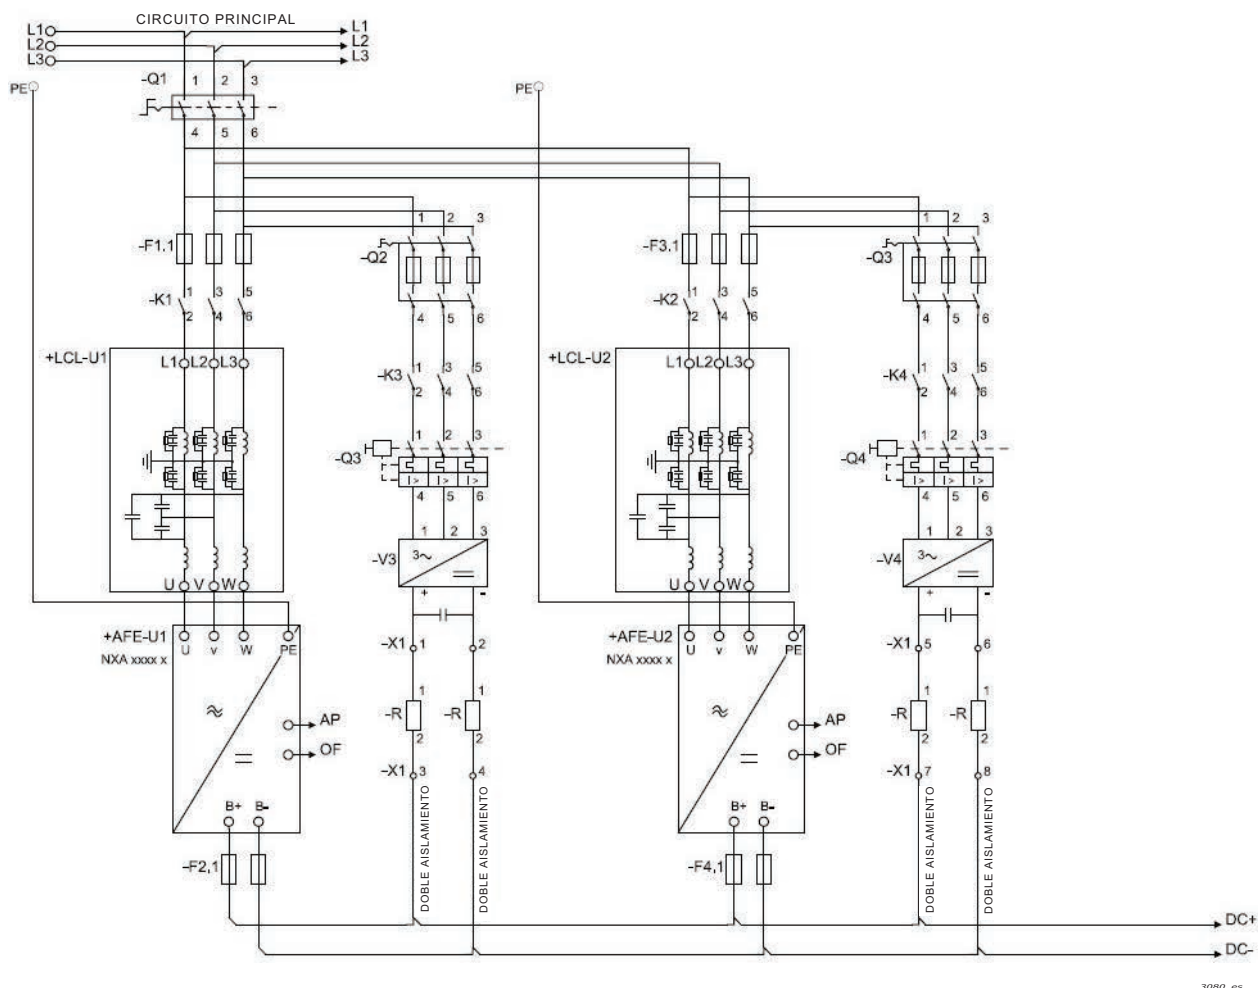 CIRCUITO PRINCIPAL
L1 L1
L2 L2
L3 L3
PE PE
-Q1 1 2 3
4 5 6
1 2 3 1 2 3
-F1,1 -Q2 -F3,1 -Q3
-K1 1 3 5 -K2 1 3 5
2 4 6 4 5 6 2 4 6 4 5 6
+LCL-U1 L1 L2 L3 +LCL-U2 L1 L2 L3
-K3 1 3 5 -K4 1 3 5
2 4 6 2 4 6
1 2 3 1 2 3
-Q3 I> I> I> -Q4 I> I> I>
4 5 6 4 5 6
1 2 3 1 2 3
-V3 3~ -V4 3~
U V W U V W
+ - + -
+AFE-U1 U v W PE -X1 1 2 +AFE-U2 U v W PE -X1 5 6
NXA xxxx x NXA xxxx x
1 1 1 1
AP -R -R AP -R -R
OF 2 2 OF 2 2
-X1 3 4 -X1 7 8
B+ B- B+ B-
DOBLE AISLAMIENTO DOBLE AISLAMIENTO DOBLE AISLAMIENTO DOBLE AISLAMIENTO
-F2,1 -F4,1
DC+
DC-
3080_es